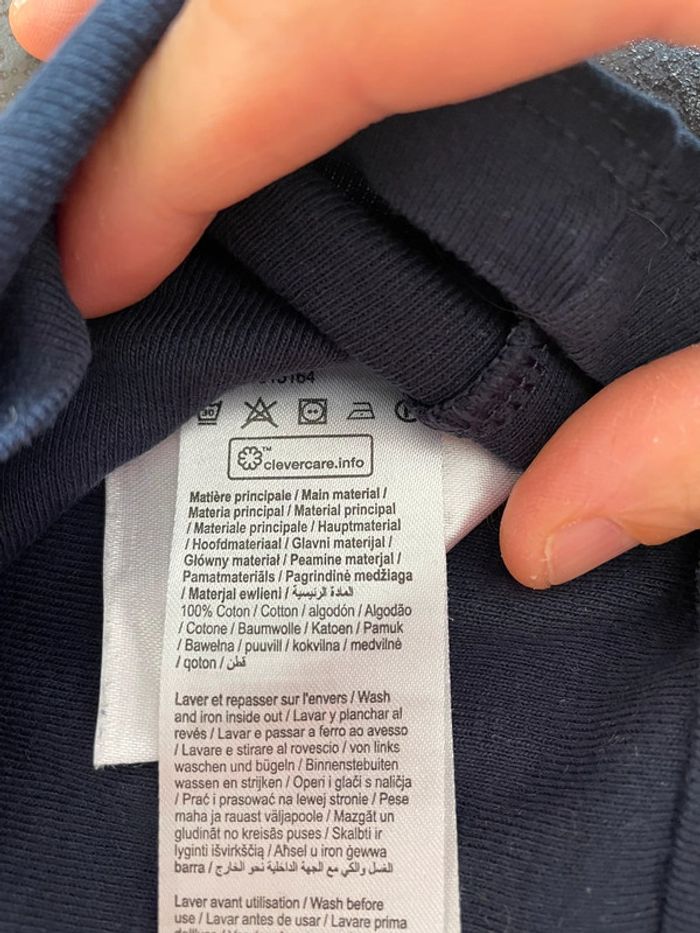 30
™
clevercare.info
Matière principale / Main material /
Materia principal / Material principal
/ Materiale principale / Hauptmaterial
/ Hoofdmateriaal / Glavni materijal /
Główny materiał / Peamine materjal /
Pamatmateriāls / Pagrindinė medžiaga
/ Materjal ewlieni / المادة الرئيسية
100% Coton / Cotton / algodón / Algodão
/ Cotone / Baumwolle / Katoen / Pamuk
/ Bawełna / puuvill / kokvilna / medvilnė
/ qoton / قطن
Laver et repasser sur l'envers / Wash
and iron inside out / Lavar y planchar al
revés / Lavar e passar a ferro ao avesso
/ Lavare e stirare al rovescio / von links
waschen und bügeln / Binnenstebuiten
wassen en strijken / Operi i glači s naličja
/ Prać i prasować na lewej stronie / Pese
maha ja rauast väljapoole / Mazgāt un
gludināt no kreisās puses / Skalbti ir
lyginti išvirkščią / Aħsel u iron ġewwa
barra / الغسل والكي مع الجهة الداخلية نحو الخارج
Laver avant utilisation / Wash before
use / Lavar antes de usar / Lavare prima